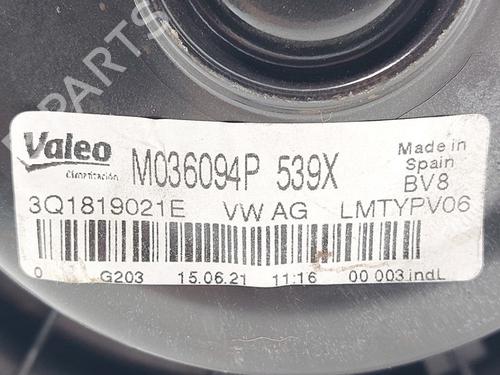 PARTS
Valeo
Climatización
M036094P 539X
Made in
Spain
BV8
3Q1819021E VW AG LMTYPV06
0 G203 15.06.21 11:16 00 003.indL